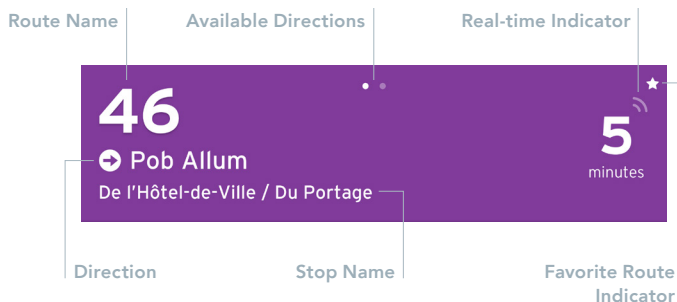 Route Name
Available Directions
Real-time Indicator
46
5
minutes
Pob Allum
De l'Hôtel-de-Ville / Du Portage
Direction
Stop Name
Favorite Route
Indicator